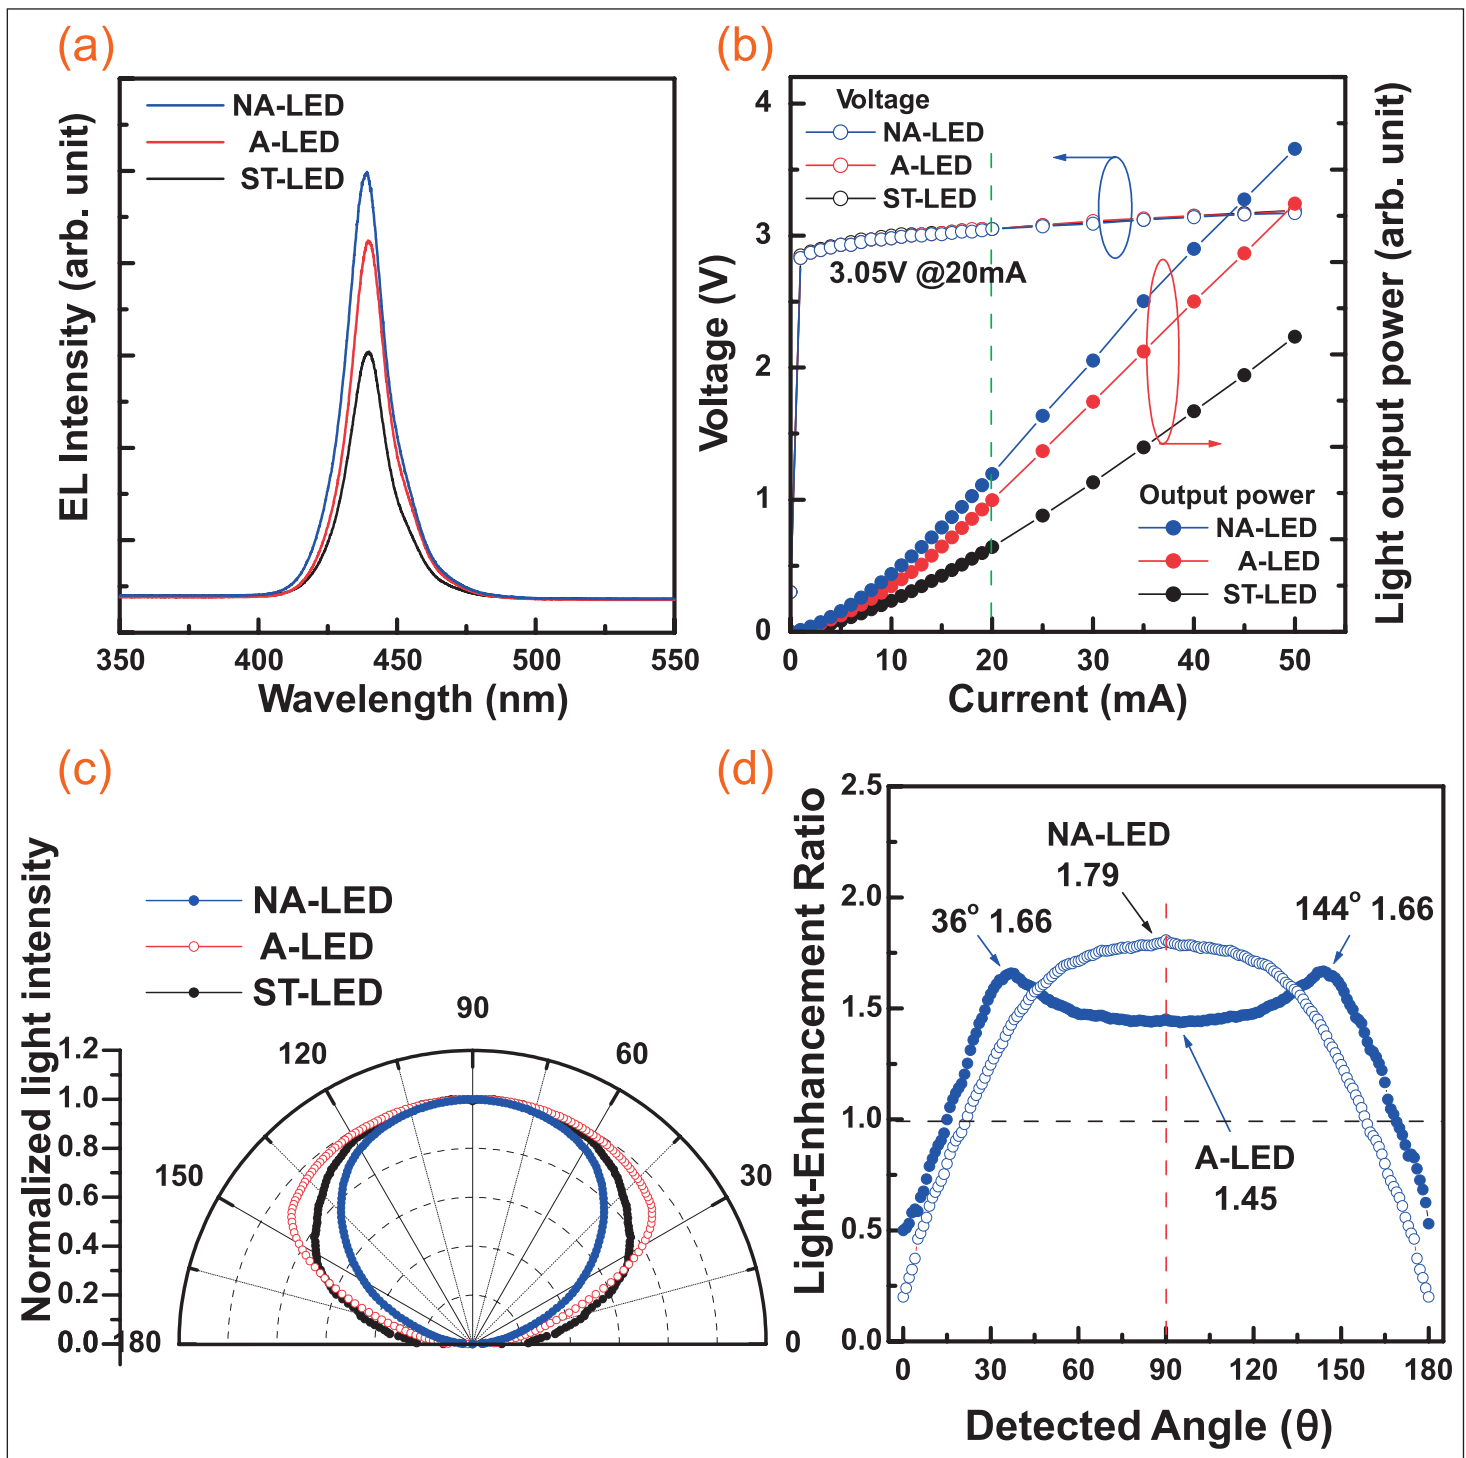 (a)
NA-LED
A-LED
ST-LED
EL Intensity (arb. unit)
350 400 450 500 550
Wavelength (nm)
(b)
Voltage
NA-LED
A-LED
ST-LED
3.05V @20mA
Output power
NA-LED
A-LED
ST-LED
Voltage (V)
4
3
2
1
0
Light output power (arb. unit)
0 10 20 30 40 50
Current (mA)
(c)
NA-LED
A-LED
ST-LED
Normalized light intensity
1.2
1.0
0.8
0.6
0.4
0.2
0.0
90
120 60
150 30
180 0
(d)
Light-Enhancement Ratio
2.5
2.0
1.5
1.0
0.5
0.0
NA-LED
1.79
36° 1.66
144° 1.66
A-LED
1.45
0 30 60 90 120 150 180
Detected Angle (θ)